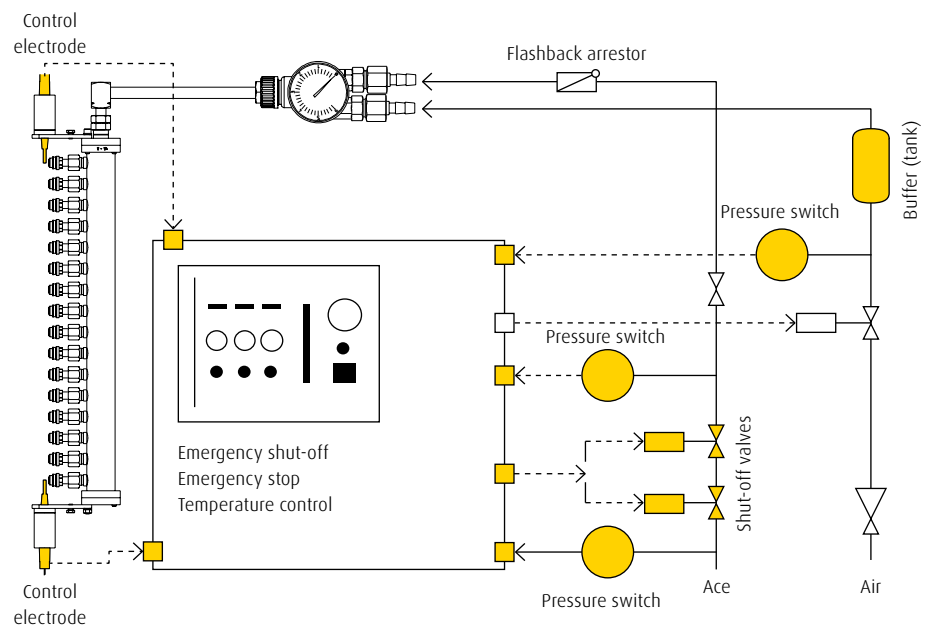 Control
electrode
Flashback arrestor
Buffer (tank)
Pressure switch
Pressure switch
Shut-off valves
Emergency shut-off
Emergency stop
Temperature control
Pressure switch
Ace
Air
Control
electrode